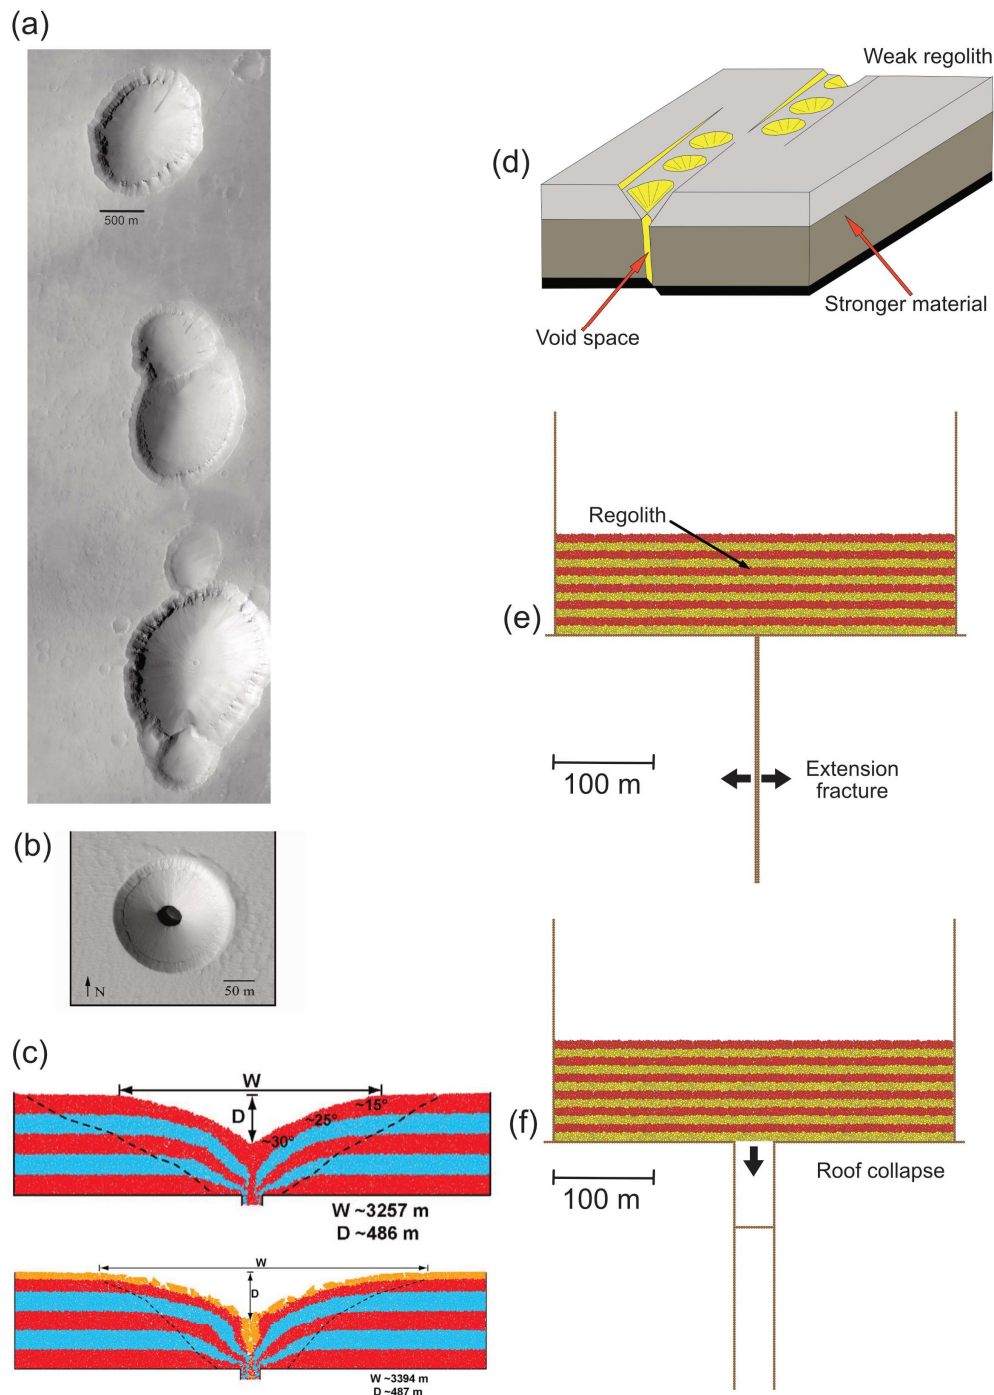 (a)
500 m
(b)
N
50 m
(c)
W
D
~15°
~25°
~30°
W ~3257 m
D ~486 m
W
D
W ~3394 m
D ~487 m
Weak regolith
(d)
Stronger material
Void space
Regolith
(e)
100 m
Extension
fracture
(f)
100 m
Roof collapse